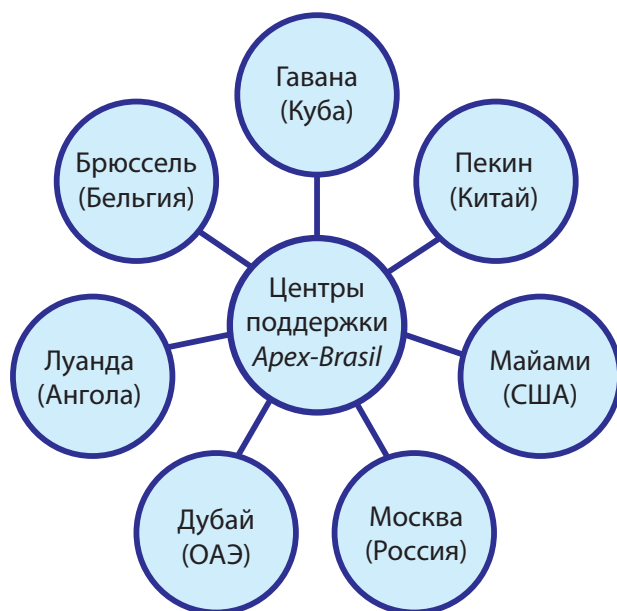 Гавана
(Куба)
Брюссель
(Бельгия)
Пекин
(Китай)
Центры
поддержки
Apex-Brasil
Луанда
(Ангола)
Майами
(США)
Дубай
(ОАЭ)
Москва
(Россия)